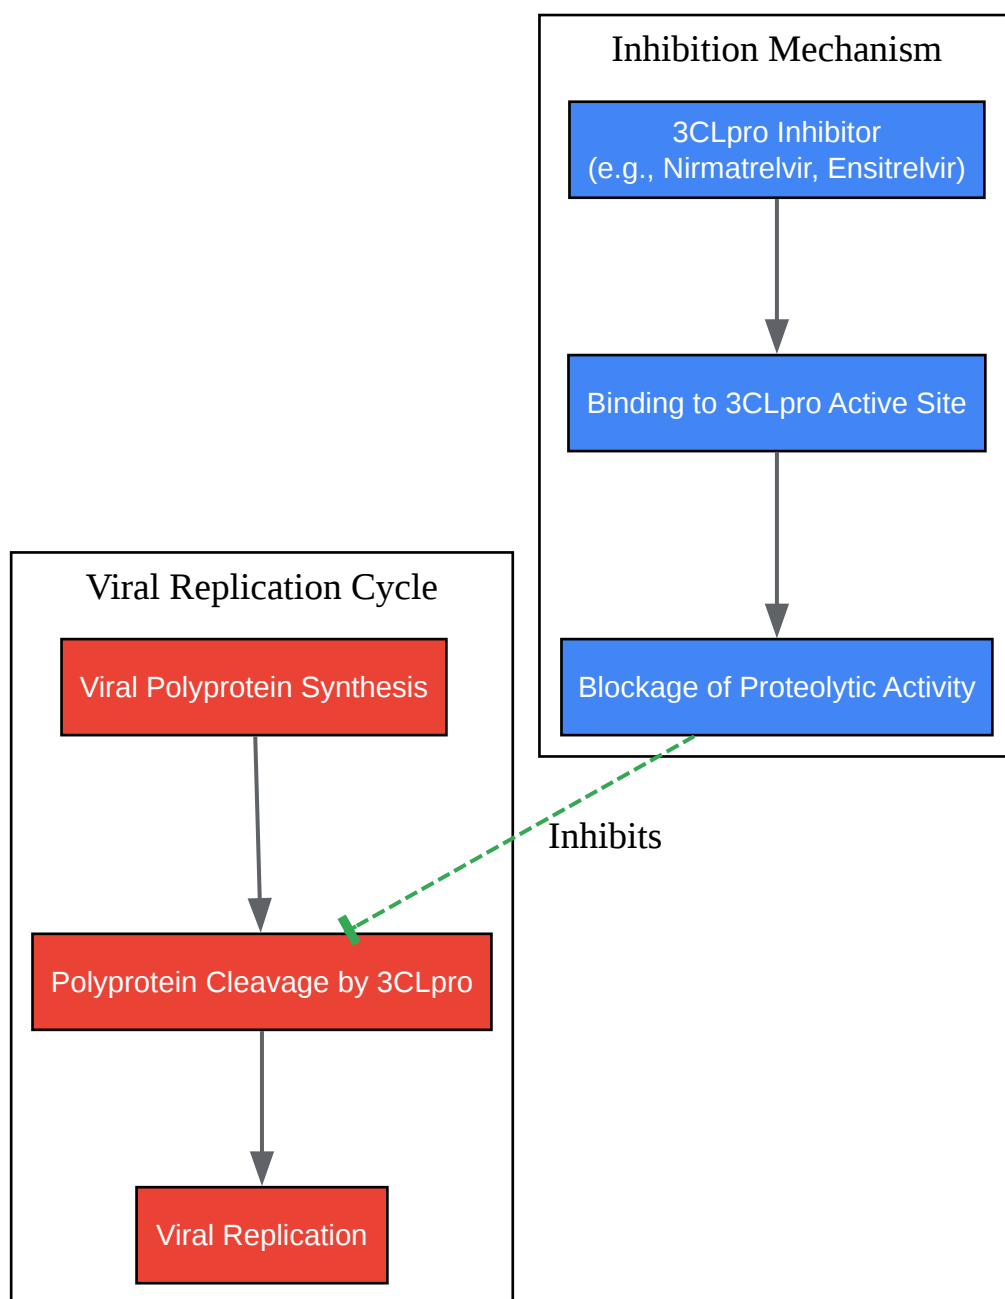 Inhibition Mechanism
3CLpro Inhibitor
(e.g., Nirmatrelvir, Ensitrelvir)
Binding to 3CLpro Active Site
Blockage of Proteolytic Activity
Inhibits
Viral Replication Cycle
Viral Polyprotein Synthesis
Polyprotein Cleavage by 3CLpro
Viral Replication